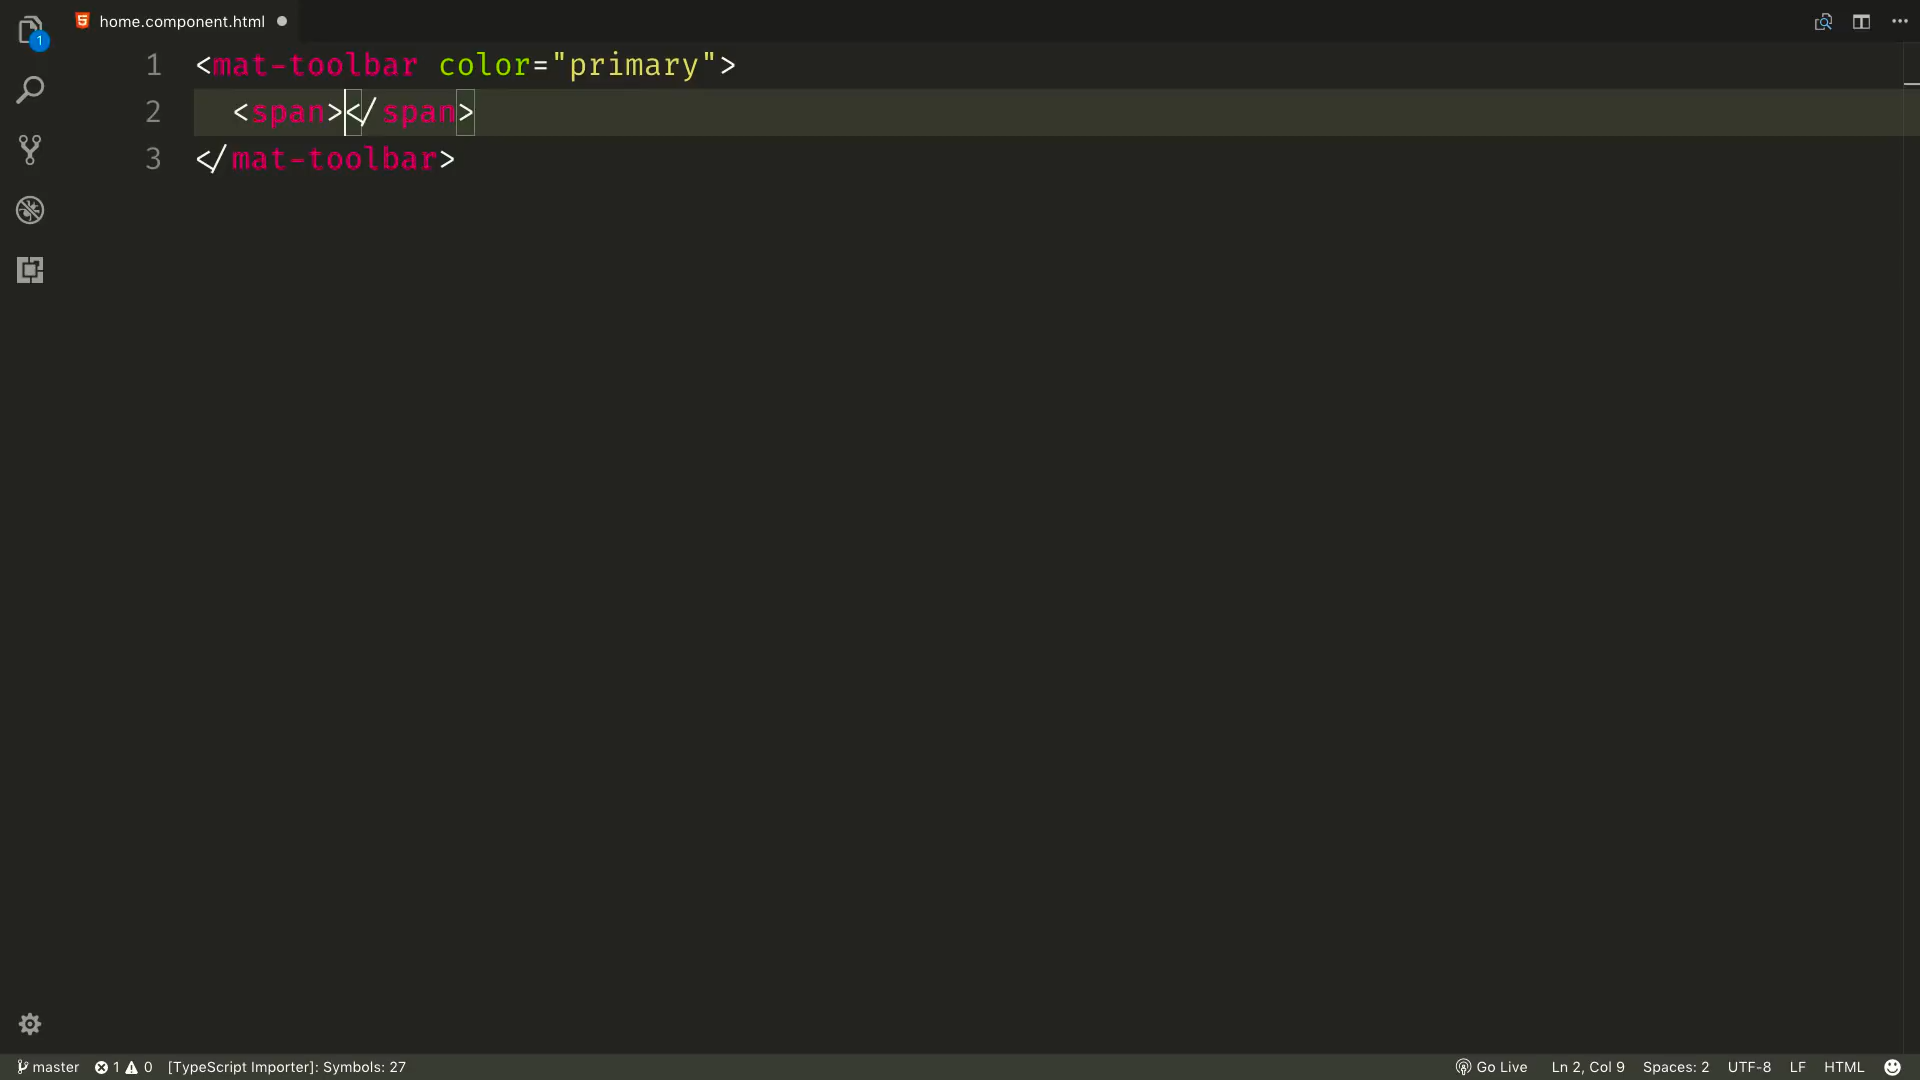 home.component.html
1
1 <mat-toolbar color="primary">
2   <span></span>
3 </mat-toolbar>
master 1 0 [TypeScript Importer]: Symbols: 27 Go Live Ln 2, Col 9 Spaces: 2 UTF-8 LF HTML